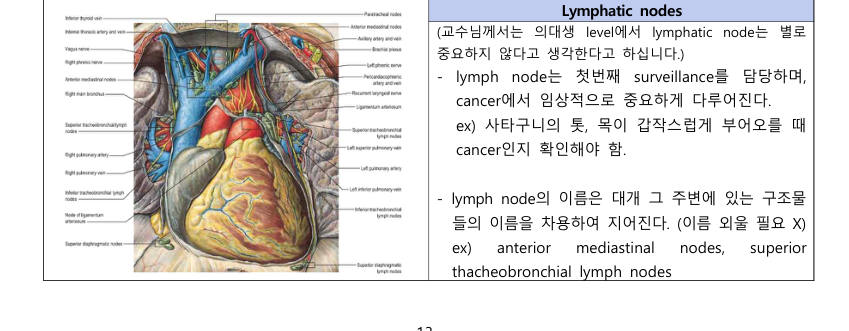 Inferior thyroid vein
Internal thoracic artery and vein
Vagus nerve
Right phrenic nerve
Anterior mediastinal nodes
Right main bronchus
Superior tracheobronchial lymph
nodes
Right pulmonary artery
Right pulmonary vein
Inferior tracheobronchial lymph
nodes
Node of ligamentum
arteriosum
Superior diaphragmatic nodes
Paratracheal nodes
Anterior mediastinal nodes
Axillary artery and vein
Brachial plexus
Left phrenic nerve
Pericardiacophrenic
artery and vein
Recurrent laryngeal nerve
Ligamentum arteriosum
Superior tracheobronchial
lymph nodes
Left superior pulmonary vein
Left pulmonary artery
Left inferior pulmonary vein
Inferior tracheobronchial
lymph nodes
Superior diaphragmatic
lymph nodes
Lymphatic nodes
(교수님께서는 의대생 level에서 lymphatic node는 별로
중요하지 않다고 생각한다고 하십니다.)
- lymph node는 첫번째 surveillance를 담당하며,
cancer에서 임상적으로 중요하게 다루어진다.
ex) 사타구니의 톳, 목이 갑작스럽게 부어오를 때
cancer인지 확인해야 함.
- lymph node의 이름은 대개 그 주변에 있는 구조물
들의 이름을 차용하여 지어진다. (이름 외울 필요 X)
ex) anterior mediastinal nodes, superior
thacheobronchial lymph nodes